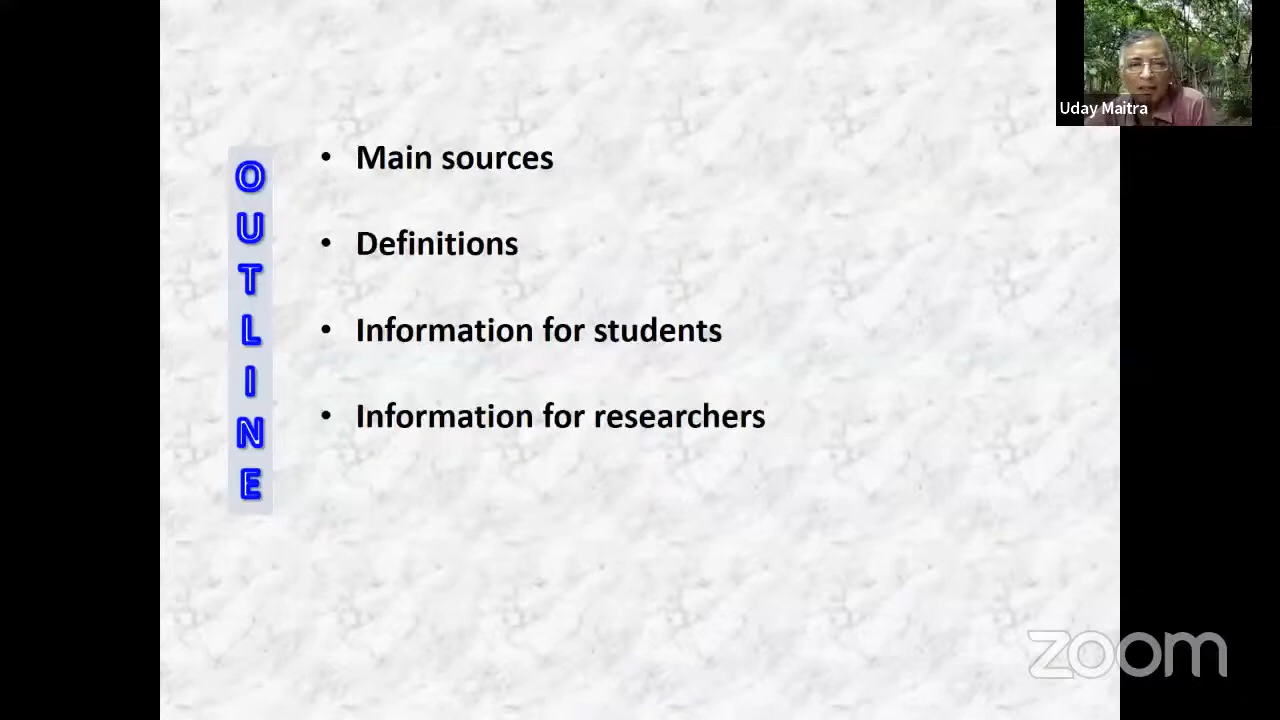 OUTLINE
• Main sources
• Definitions
• Information for students
• Information for researchers
Uday Maitra
zoom